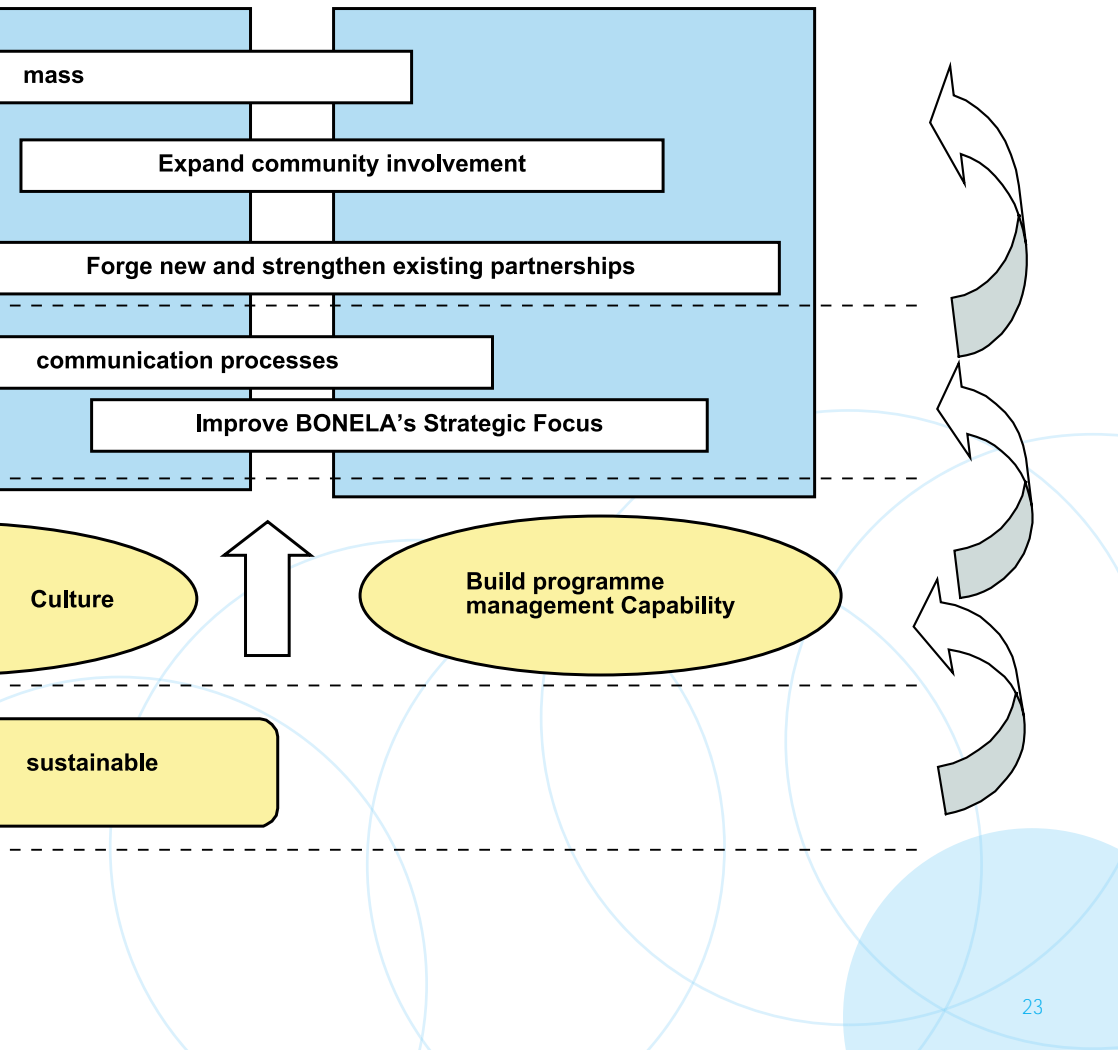 mass
Expand community involvement
Forge new and strengthen existing partnerships
communication processes
Improve BONELA’s Strategic Focus
Culture
Build programme
management Capability
sustainable
23